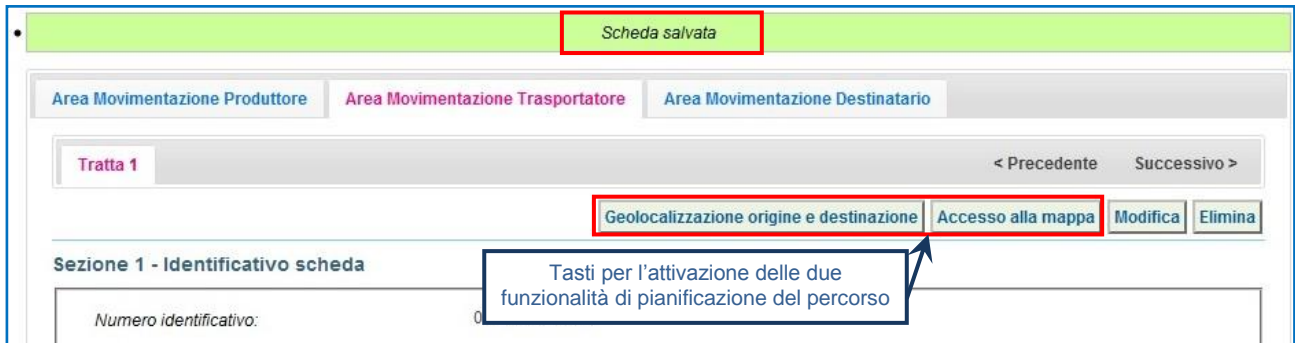 Scheda salvata
Area Movimentazione Produttore Area Movimentazione Trasportatore Area Movimentazione Destinatario
Tratta 1 < Precedente Successivo >
Geolocalizzazione origine e destinazione Accesso alla mappa Modifica Elimina
Sezione 1 - Identificativo scheda
Tasti per l’attivazione delle due
funzionalità di pianificazione del percorso
Numero identificativo: 0